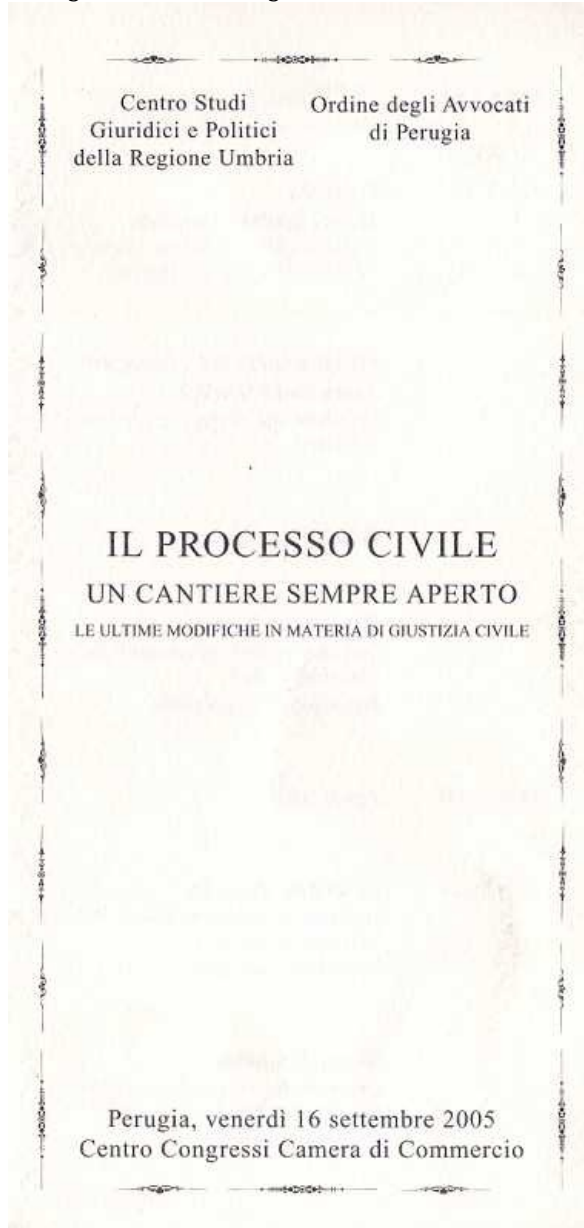 Centro Studi
Giuridici e Politici
della Regione Umbria
Ordine degli Avvocati
di Perugia
IL PROCESSO CIVILE
UN CANTIERE SEMPRE APERTO
LE ULTIME MODIFICHE IN MATERIA DI GIUSTIZIA CIVILE
Perugia, venerdì 16 settembre 2005
Centro Congressi Camera di Commercio